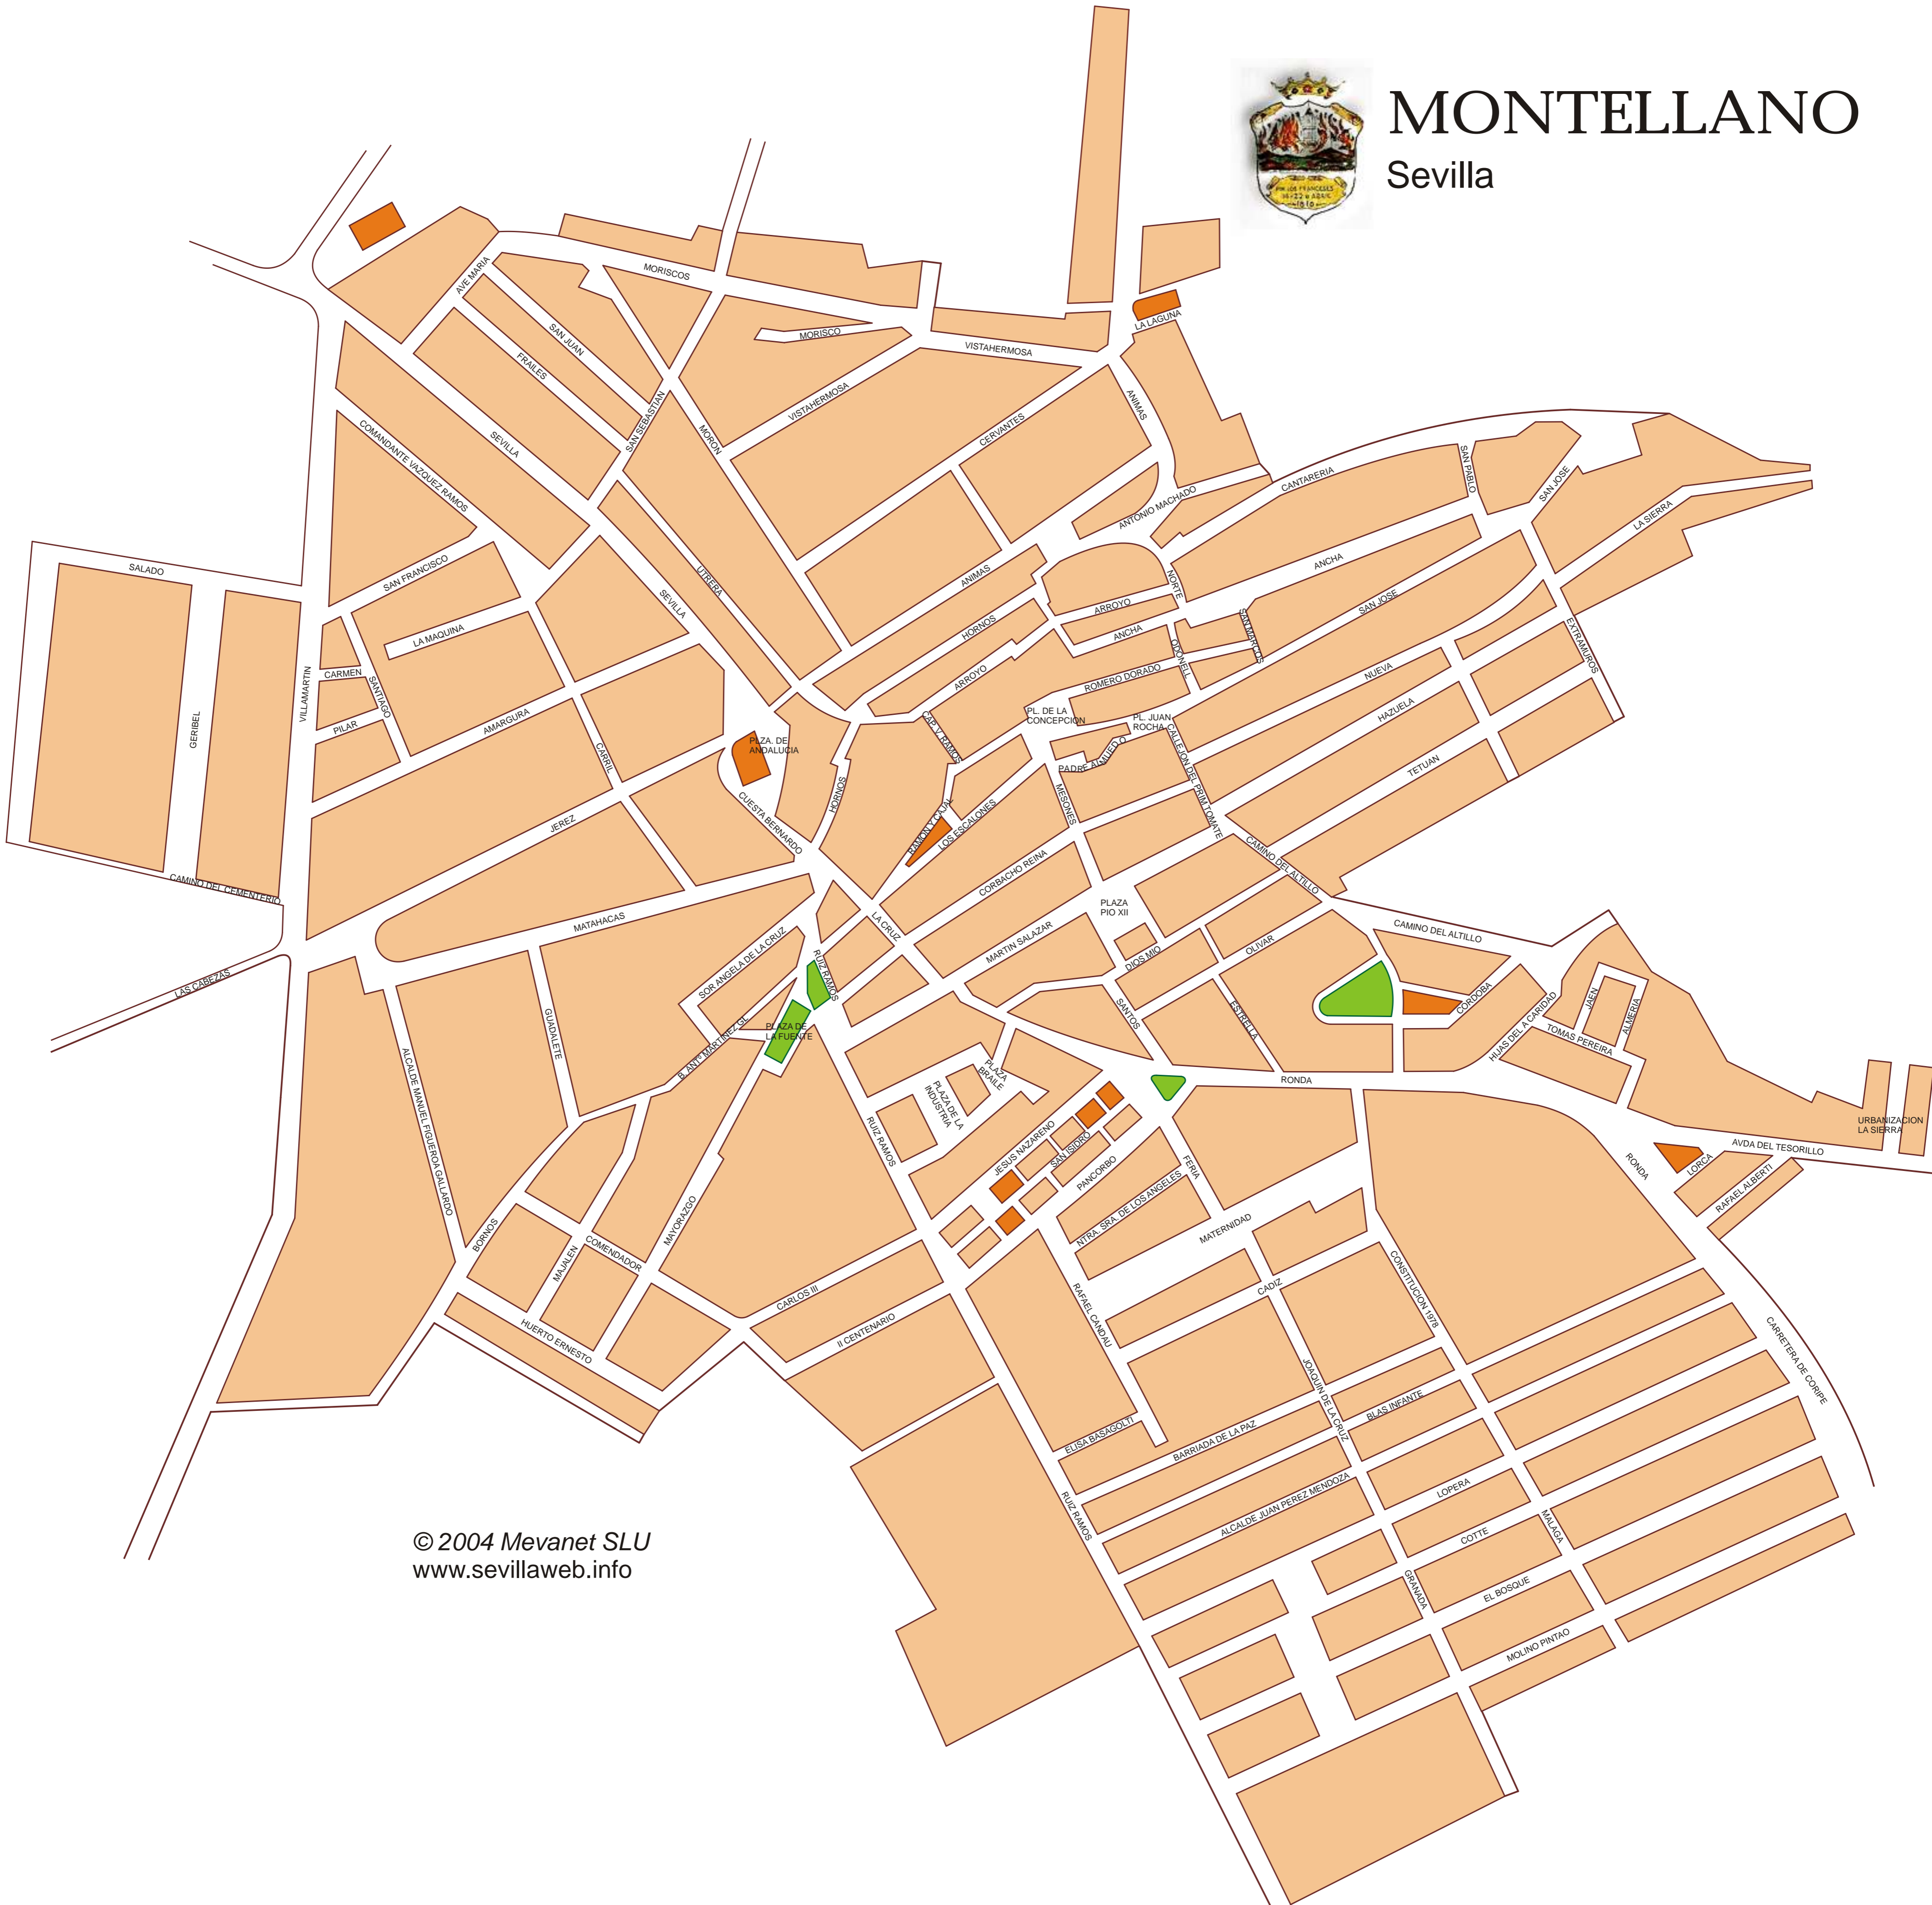 MONTELLANO
Sevilla
MORISCOS
AVE MARIA
SAN JUAN
FRAILES
MORISCO
LA LAGUNA
VISTAHERMOSA
VISTAHERMOSA
ANIMAS
SAN SEBASTIAN
MORON
CERVANTES
SEVILLA
COMANDANTE VAZQUEZ RAMOS
CANTARERIA
SAN PABLO
SAN JOSE
ANTONIO MACHADO
LA SIERRA
SALADO
SAN FRANCISCO
UTRERA
SEVILLA
ANIMAS
ANCHA
NORTE
ARROYO
SAN JOSE
LA MAQUINA
HORNOS
ANCHA
SAN MARCOS
ODONELL
EXTRAMUROS
CARMEN
SANTIAGO
VILLAMARTIN
GERIBEL
PILAR
AMARGURA
ARROYO
ROMERO DORADO
NUEVA
HAZUELA
CAP V. RAMOS
PL. DE LA
CONCEPCION
PL. JUAN
ROCHA
PADRE ALMUEDO
CALLEJON DEL PRIM TOMATE
CARRIL
PLZA. DE
ANDALUCIA
TETUAN
HORNOS
MESONES
CUESTA BERNARDO
RAMON Y CAJAL
LOS ESCALONES
JEREZ
CORBACHO REINA
CAMINO DEL ALTILLO
CAMINO DEL CEMENTERIO
MATAHACAS
LA CRUZ
PLAZA
PIO XII
CAMINO DEL ALTILLO
MARTIN SALAZAR
DIOS MIO
OLIVAR
SOR ANGELA DE LA CRUZ
RUIZ RAMOS
LAS CABEZAS
CORDOBA
JAEN
ALMERIA
HIJAS DEL A CARIDAD
TOMAS PEREIRA
SANTOS
ESTRELLA
GUADALETE
PLAZA DE
LA FUENTE
B. ANTº MARTINEZ GL
ALCALDE MANUEL FIGUEROA GALLARDO
PLAZA
BRAILE
PLAZA DE LA
INDUSTRIA
RONDA
URBANIZACION
LA SIERRA
AVDA DEL TESORILLO
RUIZ RAMOS
JESUS NAZARENO
SAN ISIDRO
PANCORBO
FERIA
RONDA
LORCA
RAFAEL ALBERTI
NTRA. SRA. DE LOS ANGELES
MATERNIDAD
BORNOS
MAYORAZGO
COMENDADOR
MAJALEN
CARLOS III
II CENTENARIO
HUERTO ERNESTO
RAFAEL CANDAU
CADIZ
CONSTITUCION 1978
CARRETERA DE CORIPE
JOAQUIN DE LA CRUZ
BLAS INFANTE
ELISA BASAGOLTI
BARRIADA DE LA PAZ
RUIZ RAMOS
ALCALDE JUAN PEREZ MENDOZA
LOPERA
COTTE
MALAGA
GRANADA
EL BOSQUE
MOLINO PINTAO
© 2004 Mevanet SLU
www.sevillaweb.info